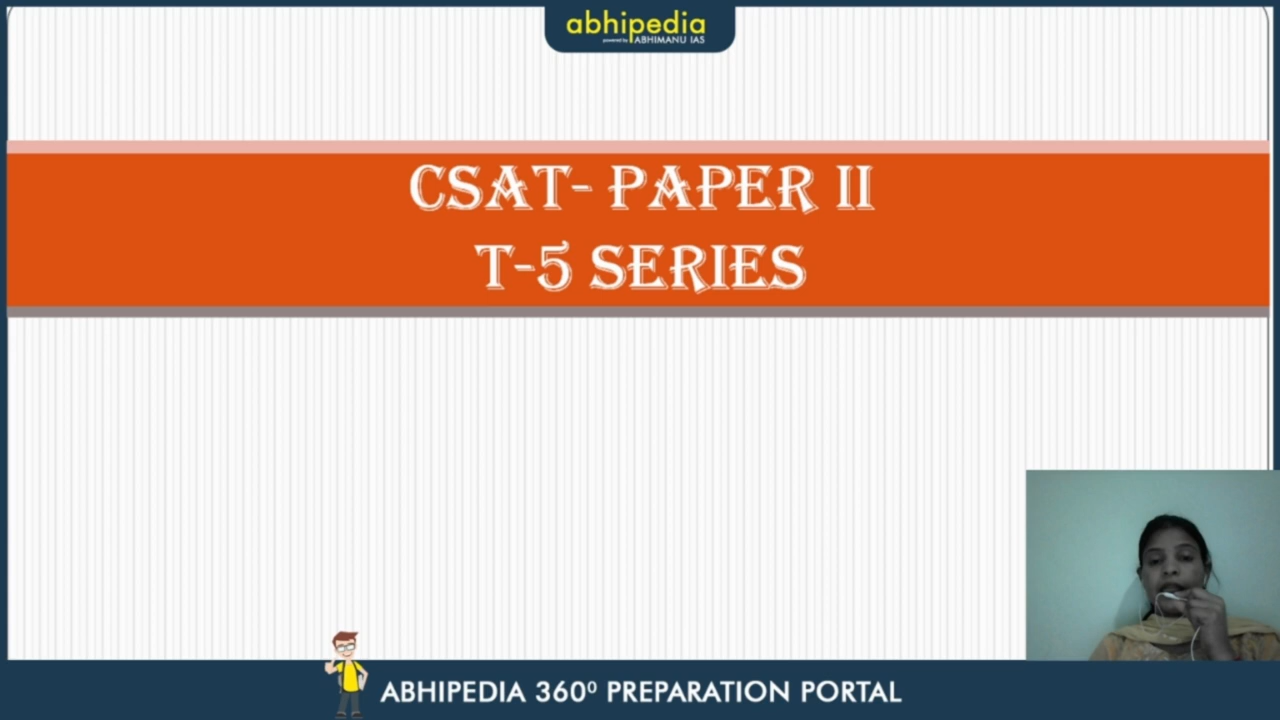 abhipedia
powered by ABHIMANU IAS
CSAT- PAPER II
T-5 SERIES
ABHIPEDIA 360⁰ PREPARATION PORTAL